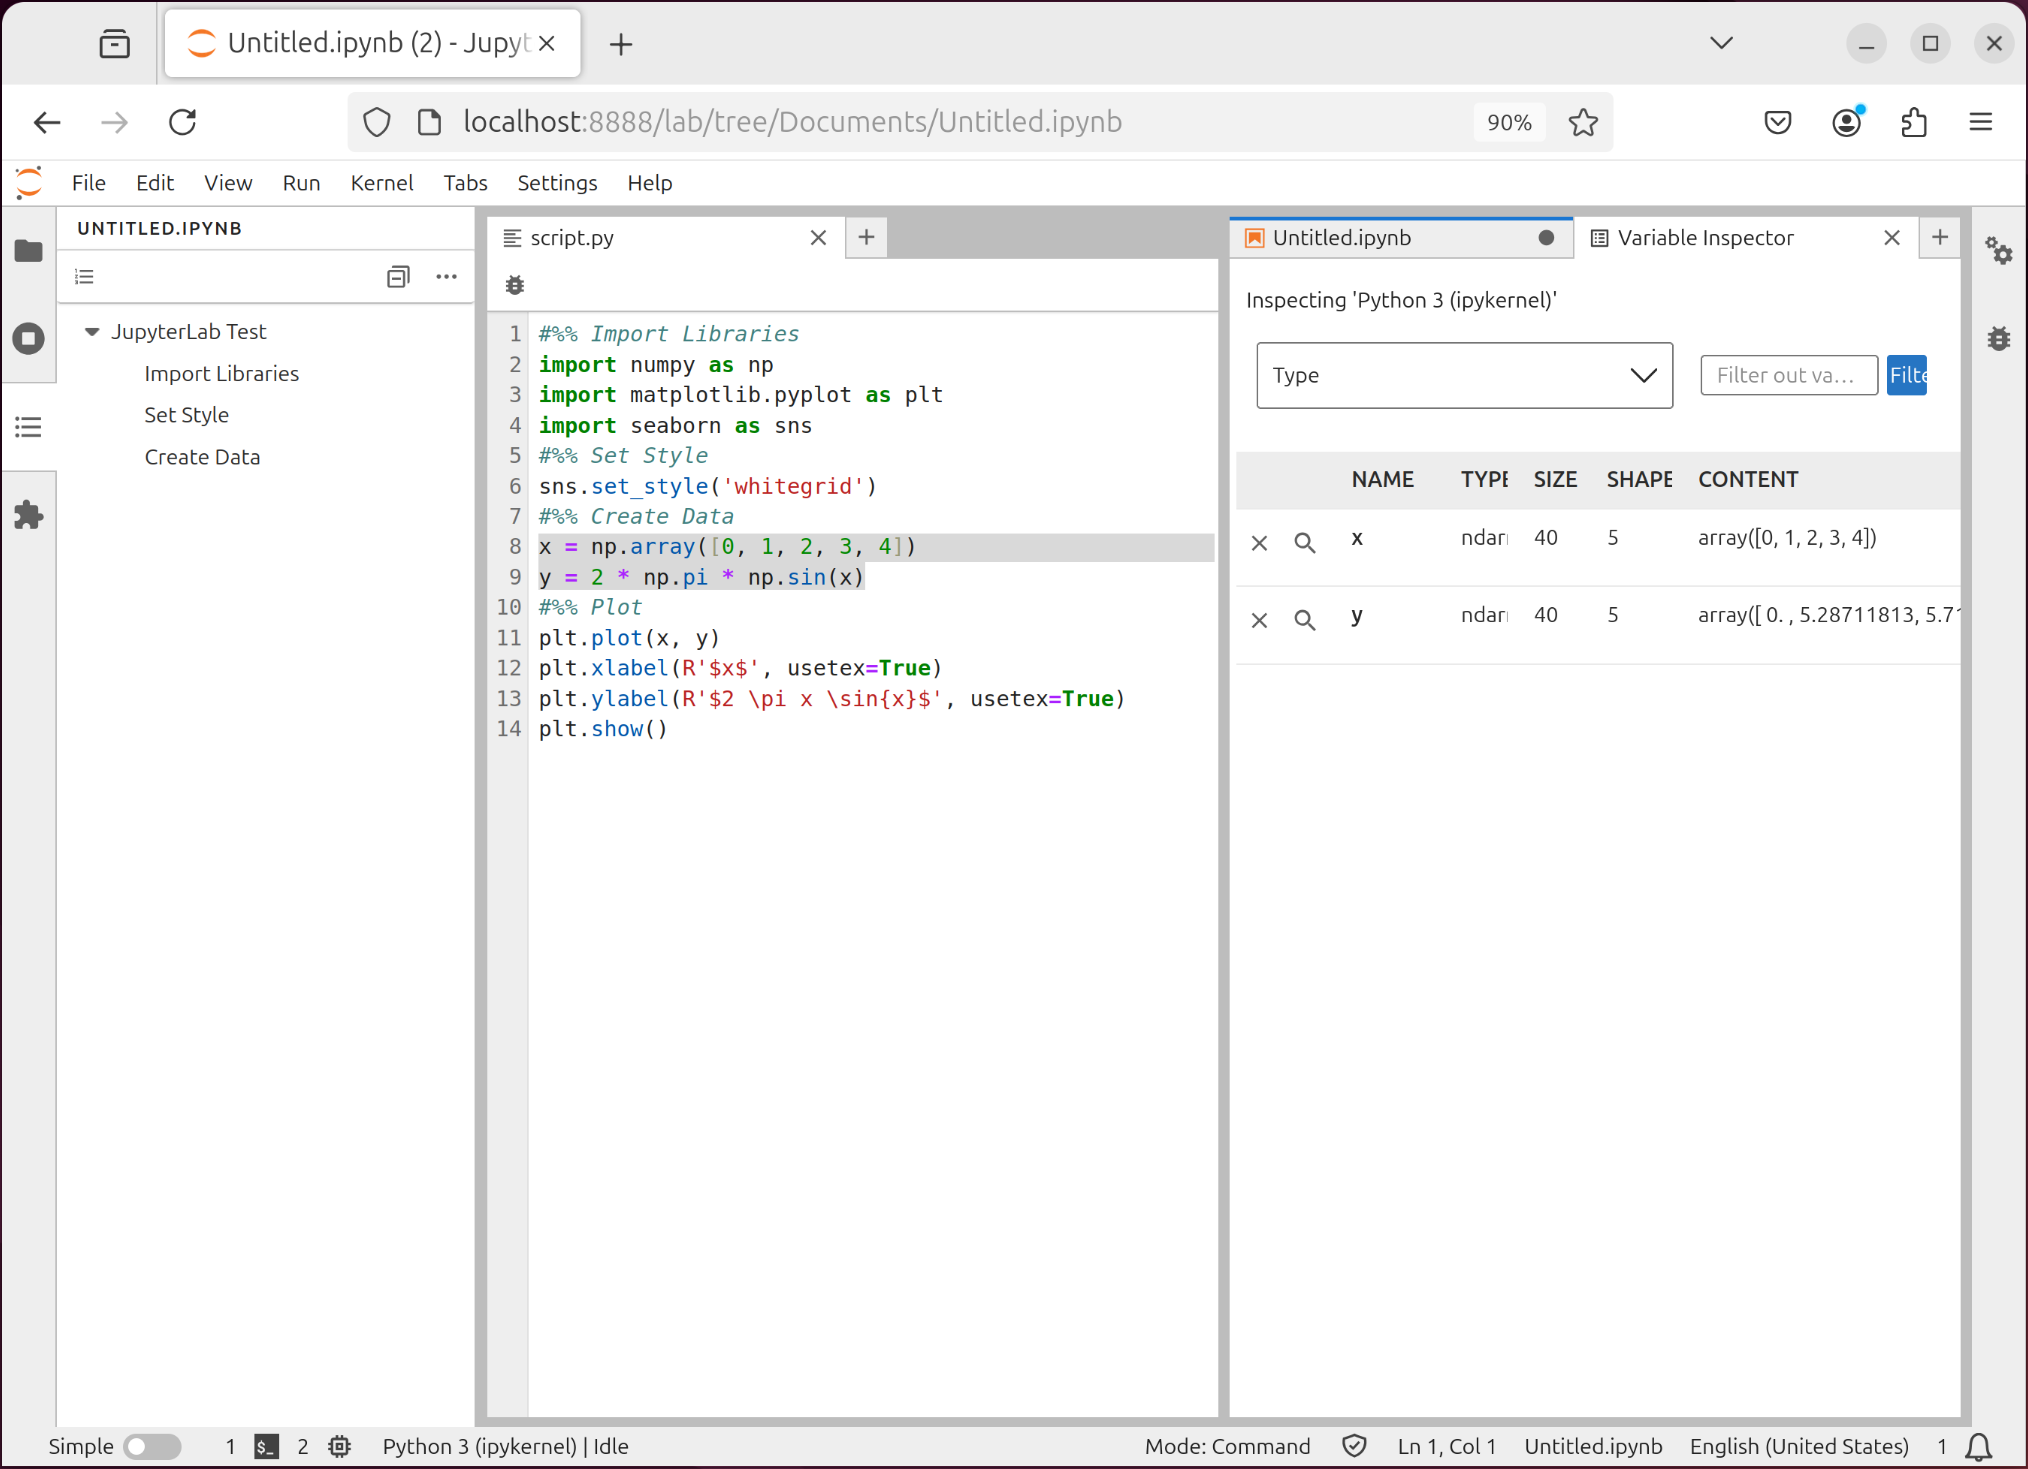 Untitled.ipynb (2) - Jupyt
localhost:8888/lab/tree/Documents/Untitled.ipynb
90%
File Edit View Run Kernel Tabs Settings Help
UNTITLED.IPYNB
JupyterLab Test
Import Libraries
Set Style
Create Data
script.py
1 #%% Import Libraries
2 import numpy as np
3 import matplotlib.pyplot as plt
4 import seaborn as sns
5 #%% Set Style
6 sns.set_style('whitegrid')
7 #%% Create Data
8 x = np.array([0, 1, 2, 3, 4])
9 y = 2 * np.pi * np.sin(x)
10 #%% Plot
11 plt.plot(x, y)
12 plt.xlabel(R'$x$', usetex=True)
13 plt.ylabel(R'$2 \pi x \sin{x}$', usetex=True)
14 plt.show()
Untitled.ipynb
Variable Inspector
Inspecting 'Python 3 (ipykernel)'
Type
Filter out va...
Filte
NAME TYPE SIZE SHAPE CONTENT
x ndarr 40 5 array([0, 1, 2, 3, 4])
y ndarr 40 5 array([ 0. , 5.28711813, 5.71
Simple 1 $_ 2 Python 3 (ipykernel) | Idle Mode: Command Ln 1, Col 1 Untitled.ipynb English (United States) 1